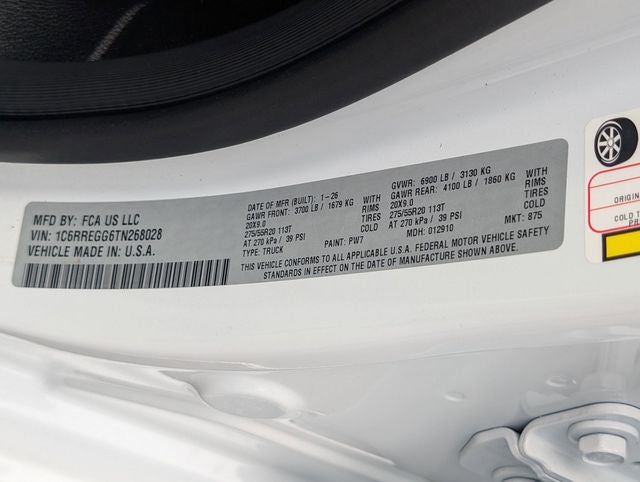 MFD BY: FCA US LLC
VIN: 1C6RREGG6TN268028
VEHICLE MADE IN: U.S.A.
DATE OF MFR (BUILT): 1-26
GAWR FRONT: 3700 LB / 1679 KG WITH
20X9.0 RIMS
275/55R20 113T TIRES
AT 270 kPa / 39 PSI COLD
TYPE: TRUCK PAINT: PW7
GVWR: 6900 LB / 3130 KG
GAWR REAR: 4100 LB / 1860 KG WITH
20X9.0 RIMS
275/55R20 113T TIRES
AT 270 kPa / 39 PSI COLD
MDH: 012910 MKT: 875
THIS VEHICLE CONFORMS TO ALL APPLICABLE U.S.A. FEDERAL MOTOR VEHICLE SAFETY
STANDARDS IN EFFECT ON THE DATE OF MANUFACTURE SHOWN ABOVE.
ORIGIN
COLD T
PR